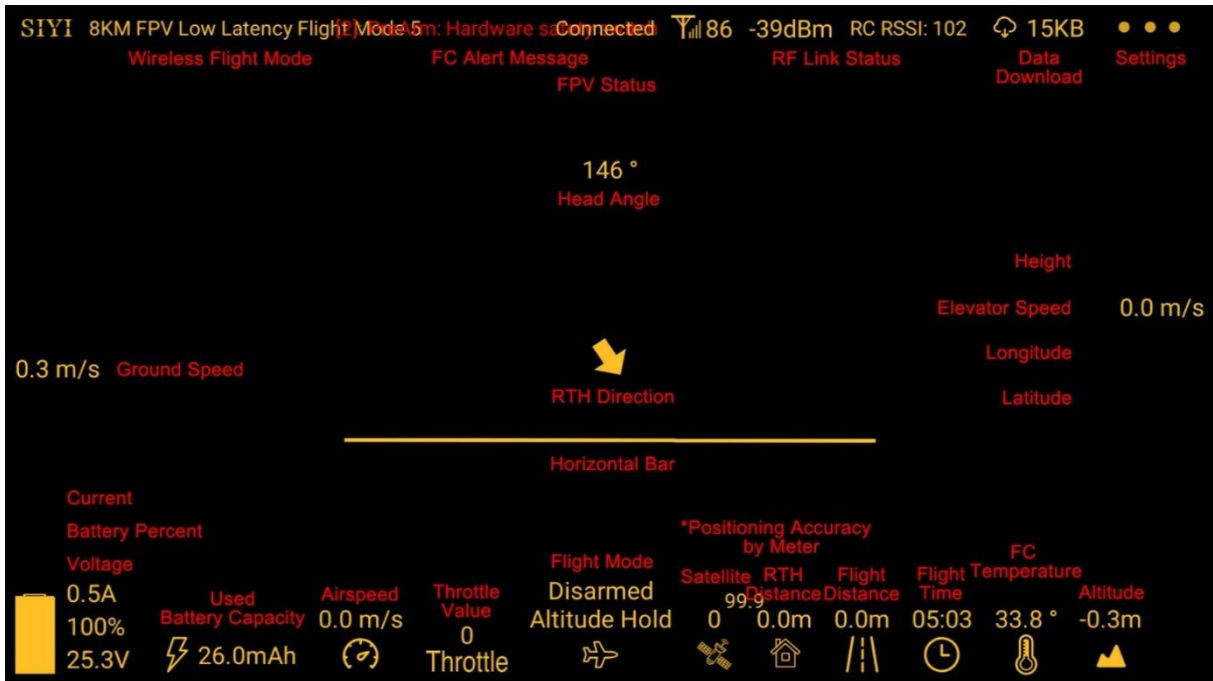 SIYI 8KM FPV Low Latency Flight Mode 5 [2] PreArm: Hardware safety switch Connected 86 -39dBm RC RSSI: 102 15KB
Wireless Flight Mode FC Alert Message RF Link Status Data Download Settings
FPV Status
146 °
Head Angle
Height
Elevator Speed 0.0 m/s
0.3 m/s Ground Speed
Longitude
RTH Direction
Latitude
Horizontal Bar
Current
Battery Percent
Voltage
*Positioning Accuracy
by Meter
0.5A
100%
25.3V
Used
Battery Capacity
26.0mAh
Airspeed
0.0 m/s
Throttle
Value
0
Throttle
Flight Mode
Disarmed
Altitude Hold
Satellite
0
99.9
RTH
Distance
0.0m
Flight
Distance
0.0m
Flight
Time
05:03
FC
Temperature
33.8 °
Altitude
-0.3m